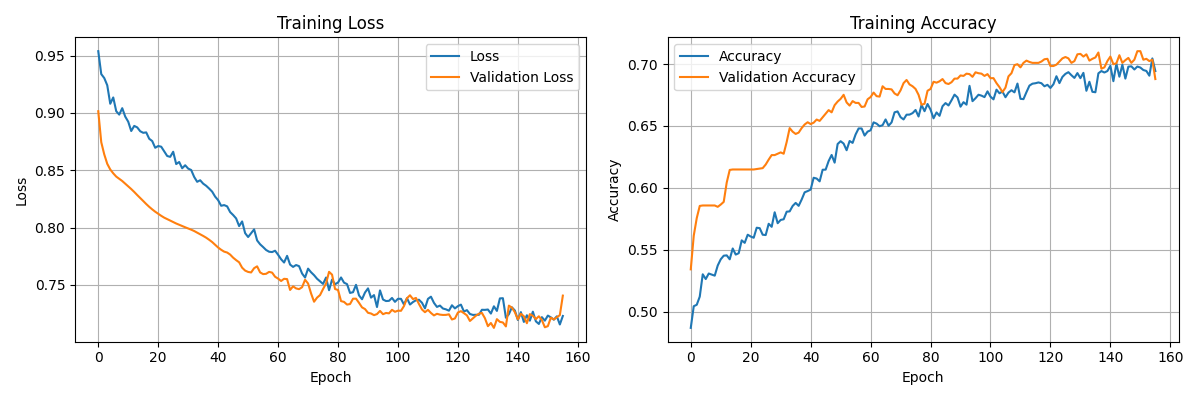 Training Loss
Loss
Validation Loss
0.95
0.90
0.85
0.80
0.75
Loss
0 20 40 60 80 100 120 140 160
Epoch
Training Accuracy
Accuracy
Validation Accuracy
0.70
0.65
0.60
0.55
0.50
Accuracy
0 20 40 60 80 100 120 140 160
Epoch